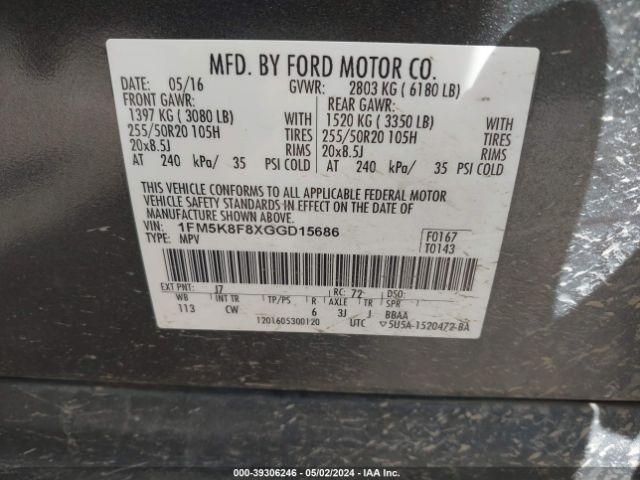 MFD. BY FORD MOTOR CO.
DATE: 05/16 GVWR: 2803 KG ( 6180 LB)
FRONT GAWR: REAR GAWR:
1397 KG ( 3080 LB) WITH 1520 KG ( 3350 LB) WITH
255/50R20 105H TIRES 255/50R20 105H TIRES
20x8.5J RIMS 20x8.5J RIMS
AT 240 kPa/ 35 PSI COLD AT 240 kPa/ 35 PSI COLD
THIS VEHICLE CONFORMS TO ALL APPLICABLE FEDERAL MOTOR
VEHICLE SAFETY STANDARDS IN EFFECT ON THE DATE OF
MANUFACTURE SHOWN ABOVE.
VIN: 1FM5K8F8XGGD15686 F0167
TYPE: MPV T0143
EXT PNT: J7 RC: 72 DSO:
WB INT TR TP/PS R AXLE TR SPR
113 CW 6 3J J BBAA
1201605300120 UTC ▽5U5A-1520472-BA
000-39306246 - 05/02/2024 - IAA Inc.